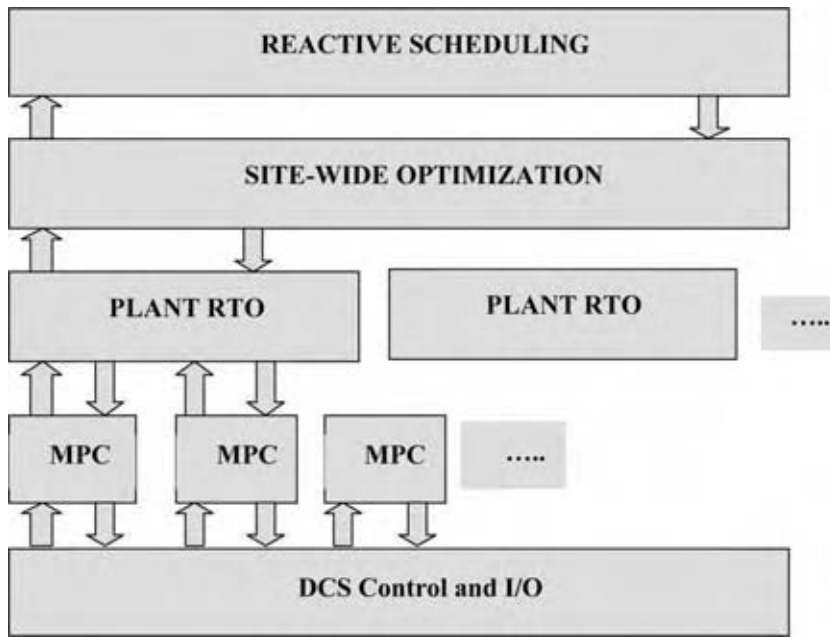 REACTIVE SCHEDULING
SITE-WIDE OPTIMIZATION
PLANT RTO
PLANT RTO
.....
MPC
MPC
MPC
.....
DCS Control and I/O